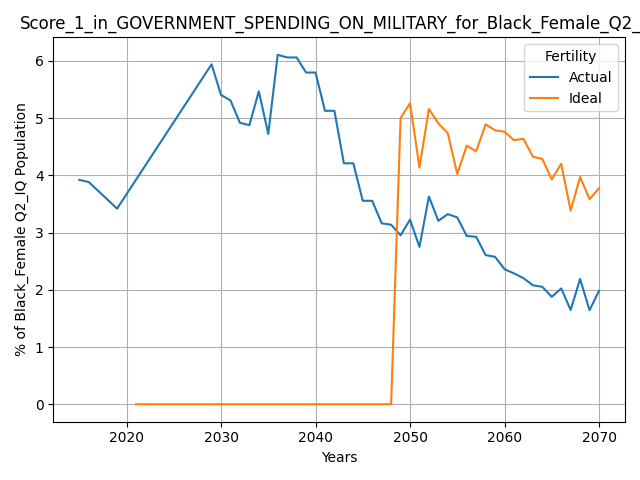 Score_1_in_GOVERNMENT_SPENDING_ON_MILITARY_for_Black_Female_Q2_
Fertility
Actual
Ideal
% of Black_Female Q2_IQ Population
6
5
4
3
2
1
0
2020 2030 2040 2050 2060 2070
Years